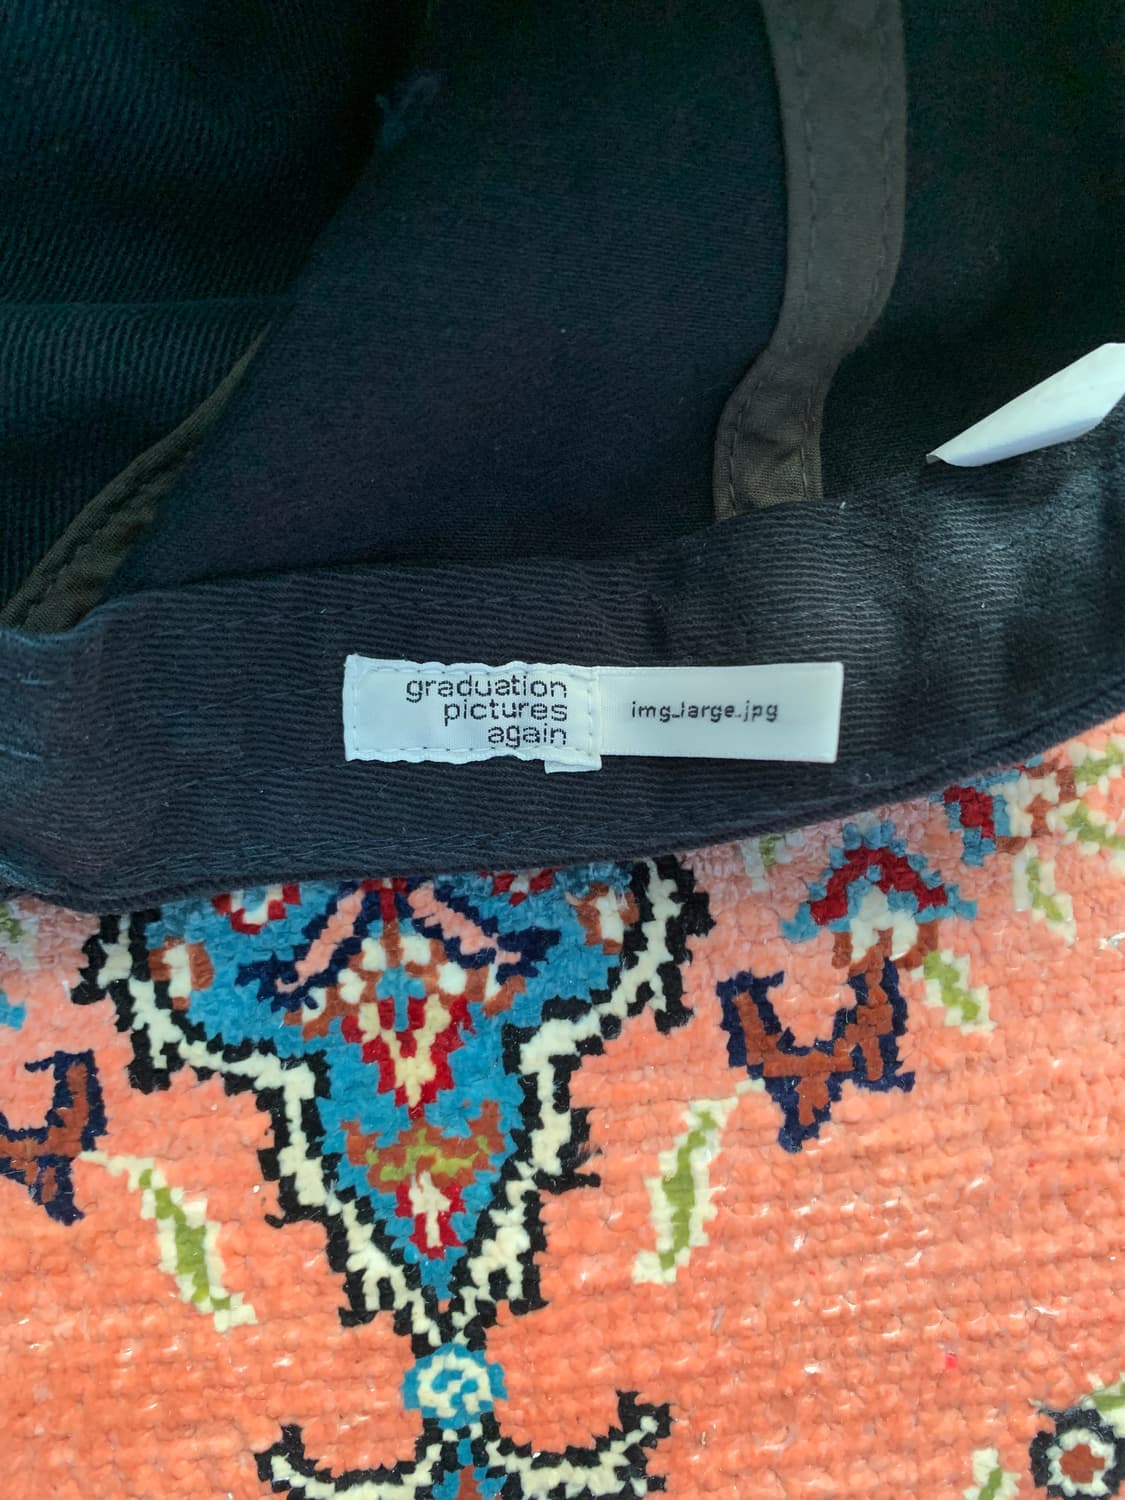 graduation
pictures
again
img_large.jpg